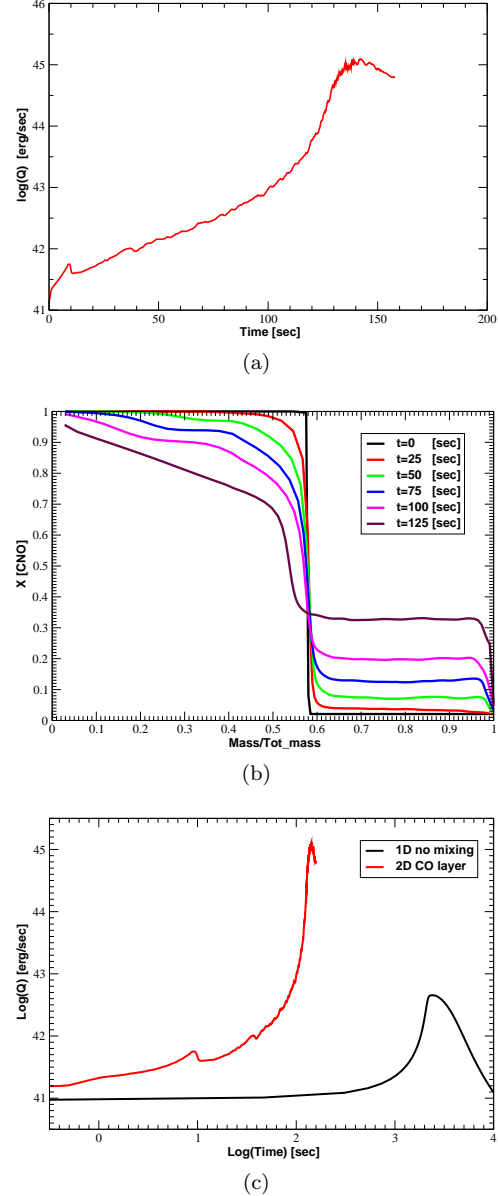 46
45
44
43
42
41
log(Q) [erg/sec]
0 50 100 150 200
Time [sec]
(a)
1
0.9
0.8
0.7
0.6
0.5
0.4
0.3
0.2
0.1
0
X [CNO]
t=0 [sec]
t=25 [sec]
t=50 [sec]
t=75 [sec]
t=100 [sec]
t=125 [sec]
0 0.1 0.2 0.3 0.4 0.5 0.6 0.7 0.8 0.9 1
Mass/Tot_mass
(b)
45
44
43
42
41
Log(Q) [erg/sec]
1D no mixing
2D CO layer
0 1 2 3 4
Log(Time) [sec]
(c)